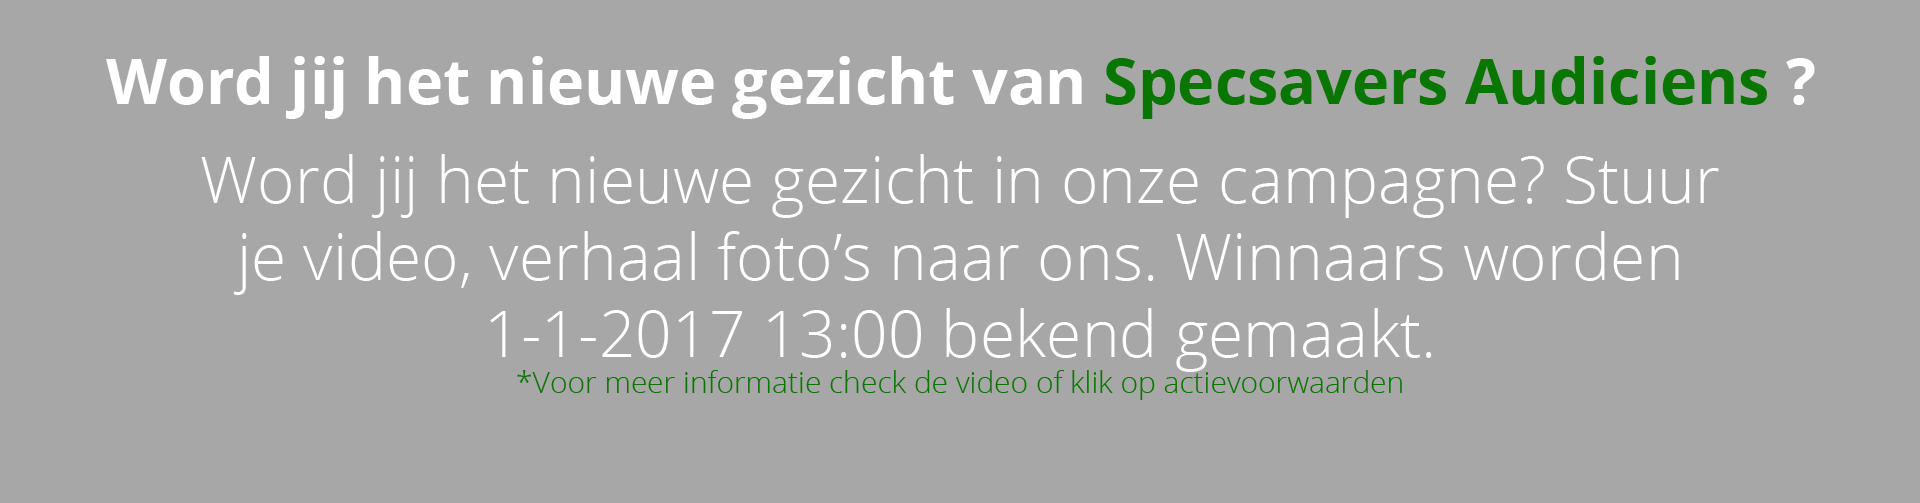 Word jij het nieuwe gezicht van Specsavers Audiciens ?
Word jij het nieuwe gezicht in onze campagne? Stuur
je video, verhaal foto’s naar ons. Winnaars worden
1-1-2017 13:00 bekend gemaakt.
*Voor meer informatie check de video of klik op actievoorwaarden